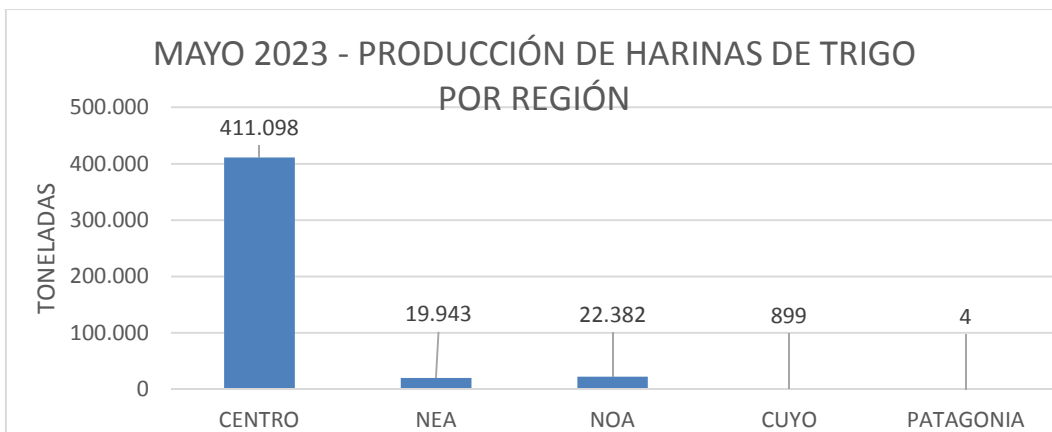 MAYO 2023 - PRODUCCIÓN DE HARINAS DE TRIGO
POR REGIÓN
TONELADAS
500.000
400.000
300.000
200.000
100.000
0
411.098
19.943
22.382
899
4
CENTRO
NEA
NOA
CUYO
PATAGONIA